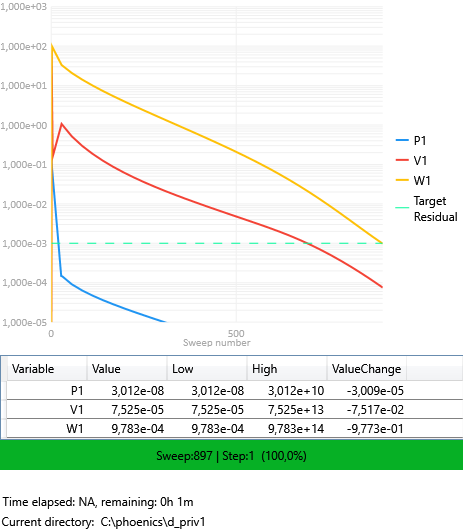 1,000e+03
1,000e+02
1,000e+01
1,000e+00
1,000e-01
1,000e-02
1,000e-03
1,000e-04
1,000e-05
0
500
Sweep number
P1
V1
W1
Target
Residual
Variable Value Low High ValueChange
P1 3,012e-08 3,012e-08 3,012e+10 -3,009e-05
V1 7,525e-05 7,525e-05 7,525e+13 -7,517e-02
W1 9,783e-04 9,783e-04 9,783e+14 -9,773e-01
Sweep:897 | Step:1 (100,0%)
Time elapsed: NA, remaining: 0h 1m
Current directory: C:\phoenics\d_priv1